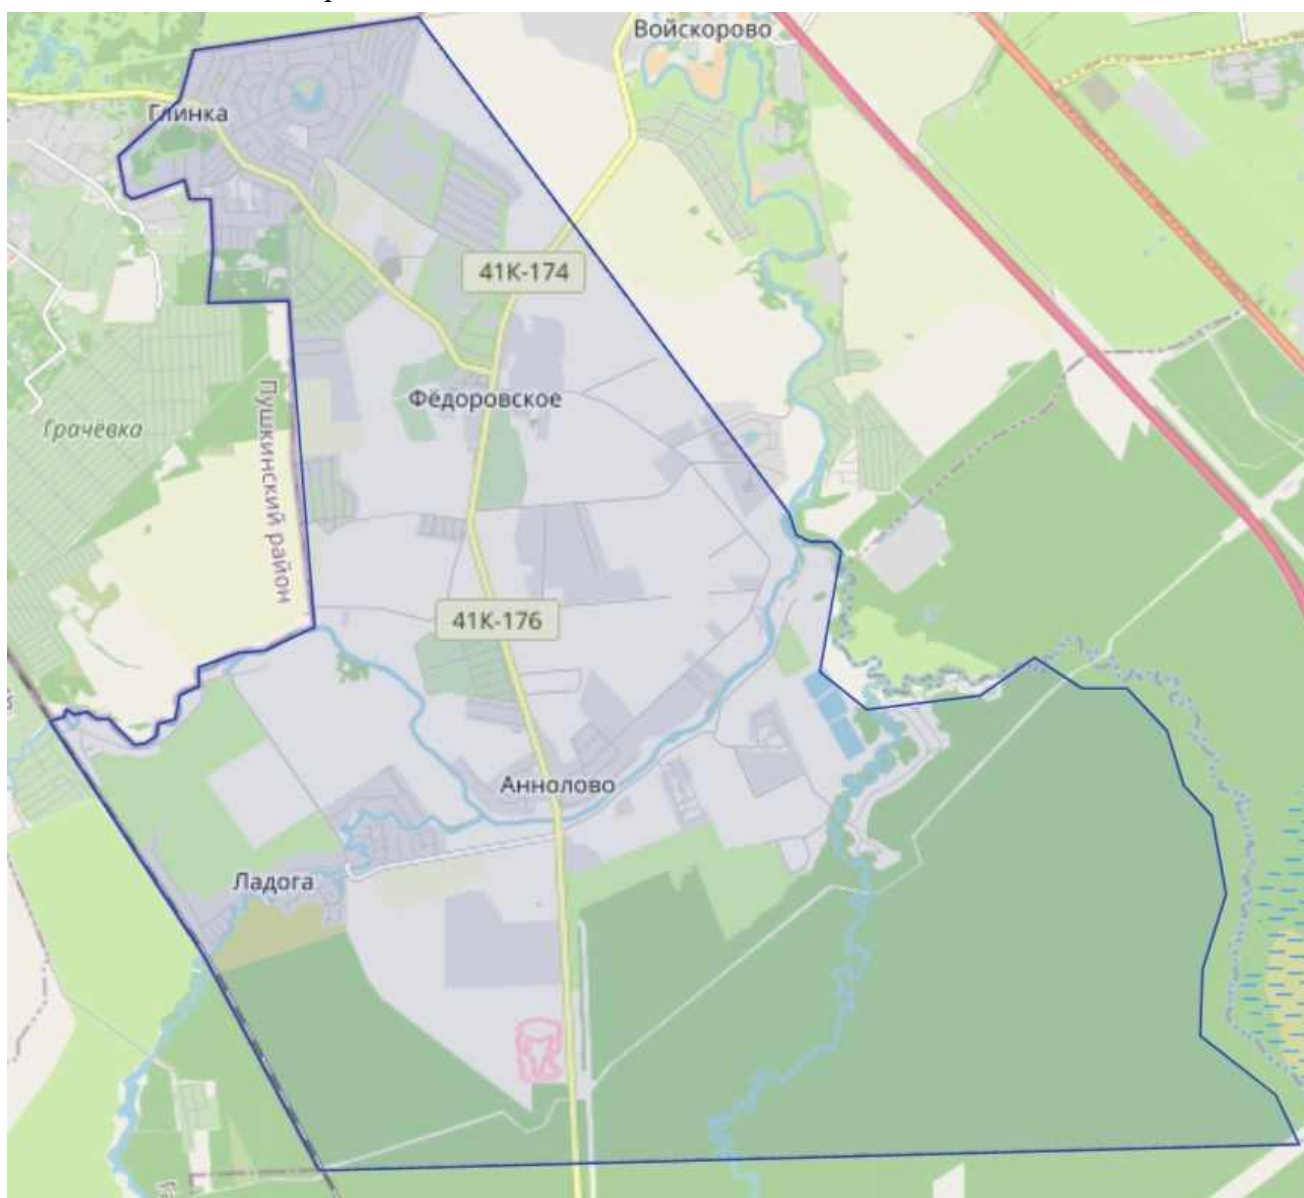 Войскорово
Глинка
41К-174
Фёдоровское
Грачёвка
Пушкинский район
41К-176
Аннолово
Ладога